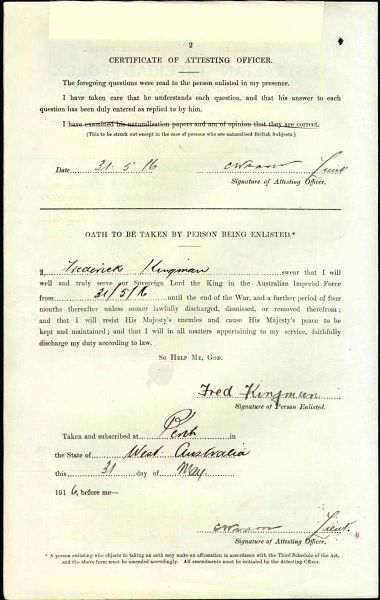 2
CERTIFICATE OF ATTESTING OFFICER.
The foregoing questions were read to the person enlisted in my presence.
I have taken care that he understands each question, and that his answer to each
question has been duly entered as replied to by him.
I have examined his naturalisation papers and am of opinion that they are correct.
(This to be struck out except in the case of persons who are naturalised British Subjects.)
Date 31. 5 16 Lieut
Signature of Attesting Officer.
OATH TO BE TAKEN BY PERSON BEING ENLISTED.*
I, Frederick Kingman swear that I will
well and truly serve our Sovereign Lord the King in the Australian Imperial Force
from 31/5/16 until the end of the War, and a further period of four
months thereafter unless sooner lawfully discharged, dismissed, or removed therefrom;
and that I will resist His Majesty's enemies and cause His Majesty's peace to be
kept and maintained; and that I will in all matters appertaining to my service, faithfully
discharge my duty according to law.
SO HELP ME, GOD.
Fred Kingman
Signature of Person Enlisted.
Taken and subscribed at Perth in
the State of West Australia
this 31 day of May
1916, before me—
Lieut.
Signature of Attesting Officer.
* A person enlisting who objects to taking an oath may make an affirmation in accordance with the Third Schedule of the Act,
and the above form must be amended accordingly. All amendments must be initialed by the Attesting Officer.